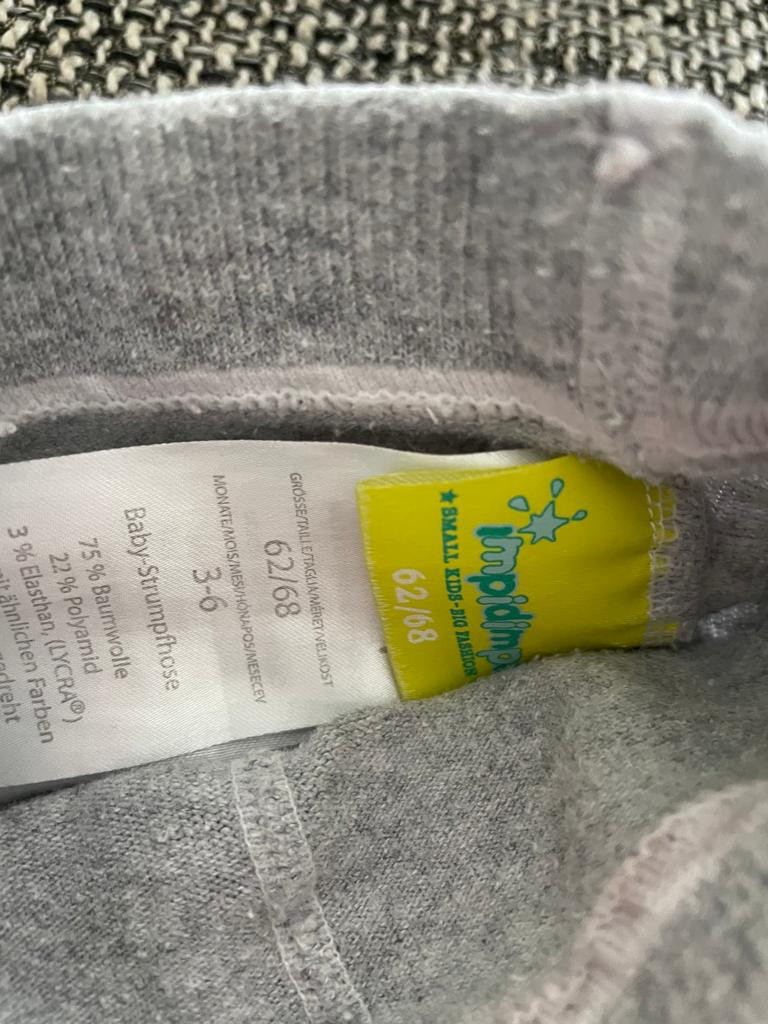 impidimpi
★ SMALL KIDS-BIG FASHION
62/68
GRÖSSE/TAILLE/TAGLIA/MÉRET/VELIKOST
62/68
MONATE/MOIS/MESI/HÓNAPOS/MESECEV
3-6
Baby-Strumpfhose
75 % Baumwolle
22 % Polyamid
3 % Elasthan, (LYCRA®)
ähnlichen Farben